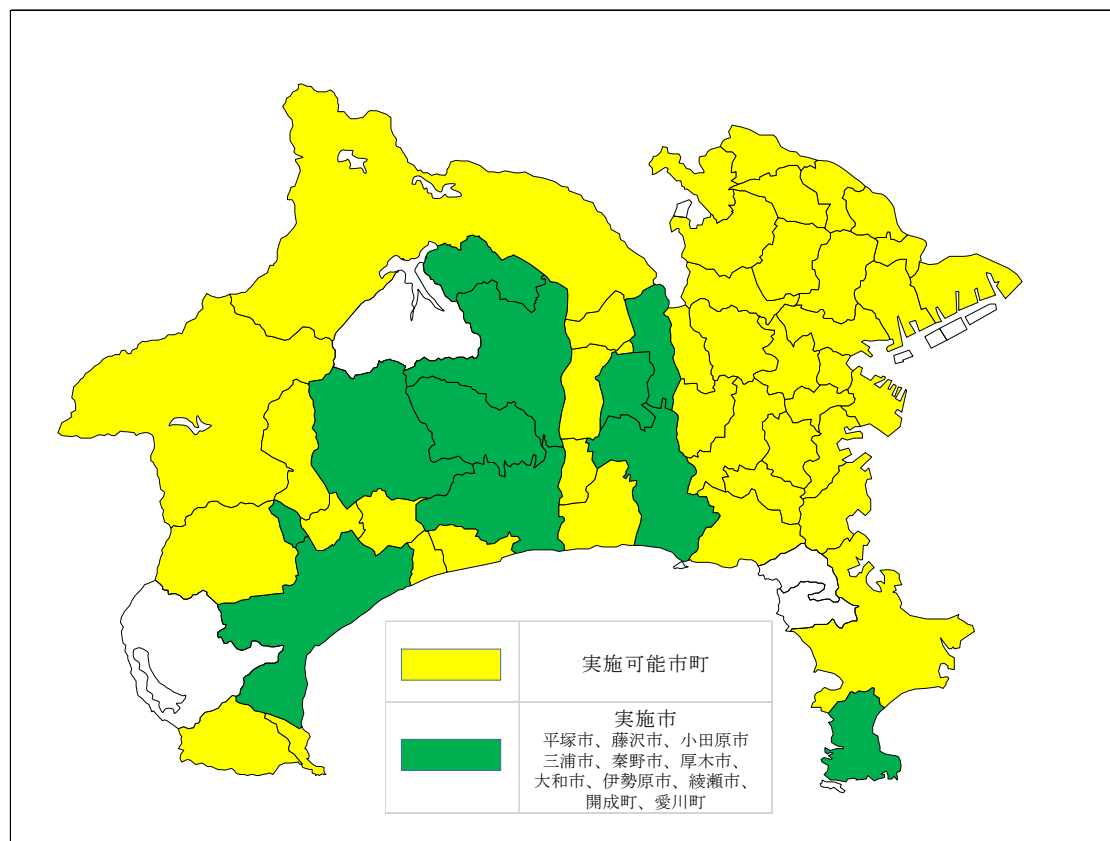 実施可能市町
実施市
平塚市、藤沢市、小田原市
三浦市、秦野市、厚木市、
大和市、伊勢原市、綾瀬市、
開成町、愛川町